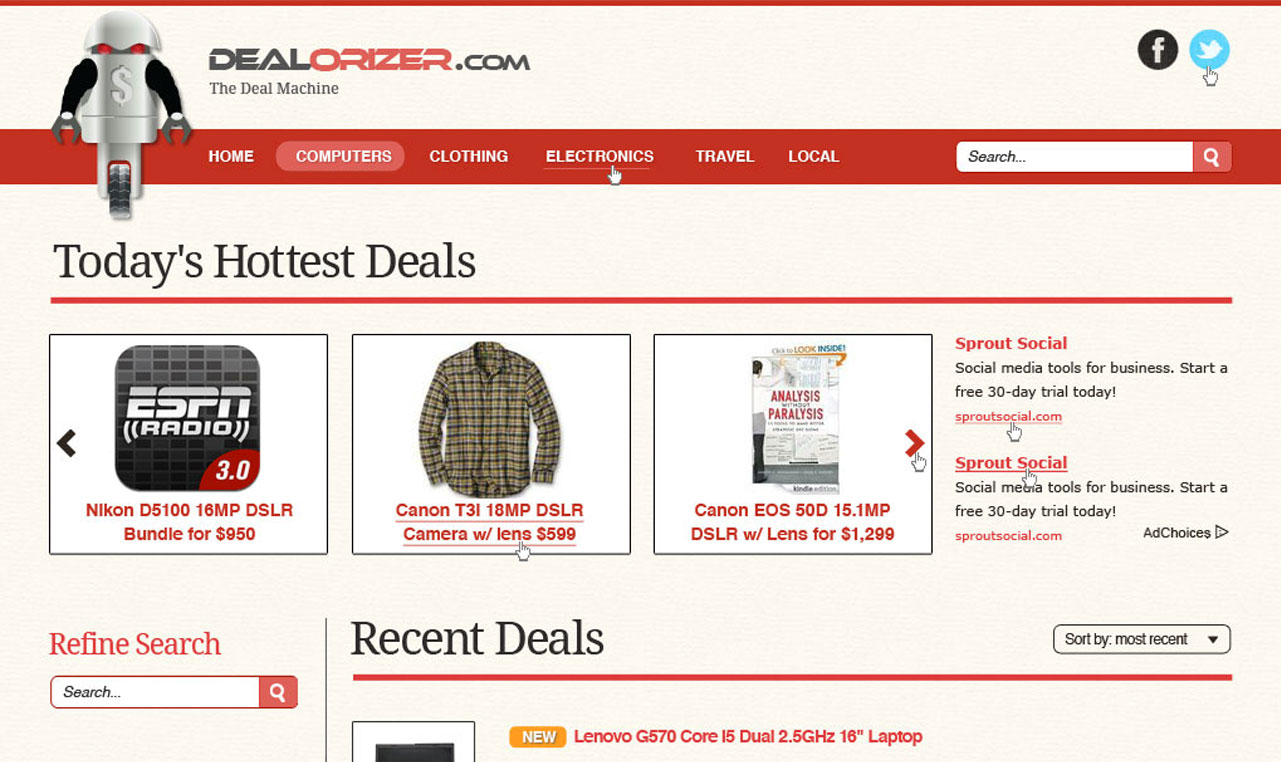 $
DEALORIZER.COM
The Deal Machine
f
HOME COMPUTERS CLOTHING ELECTRONICS TRAVEL LOCAL
Search...
Today's Hottest Deals
ESPN
((RADIO))
3.0
Nikon D5100 16MP DSLR
Bundle for $950
Canon T3I 18MP DSLR
Camera w/ lens $599
Click to LOOK INSIDE!
ANALYSIS
WITHOUT
PARALYSIS
kindle edition
Canon EOS 50D 15.1MP
DSLR w/ Lens for $1,299
Sprout Social
Social media tools for business. Start a
free 30-day trial today!
sproutsocial.com
Sprout Social
Social media tools for business. Start a
free 30-day trial today!
sproutsocial.com
AdChoices
Refine Search
Search...
Recent Deals
Sort by: most recent
NEW Lenovo G570 Core I5 Dual 2.5GHz 16" Laptop